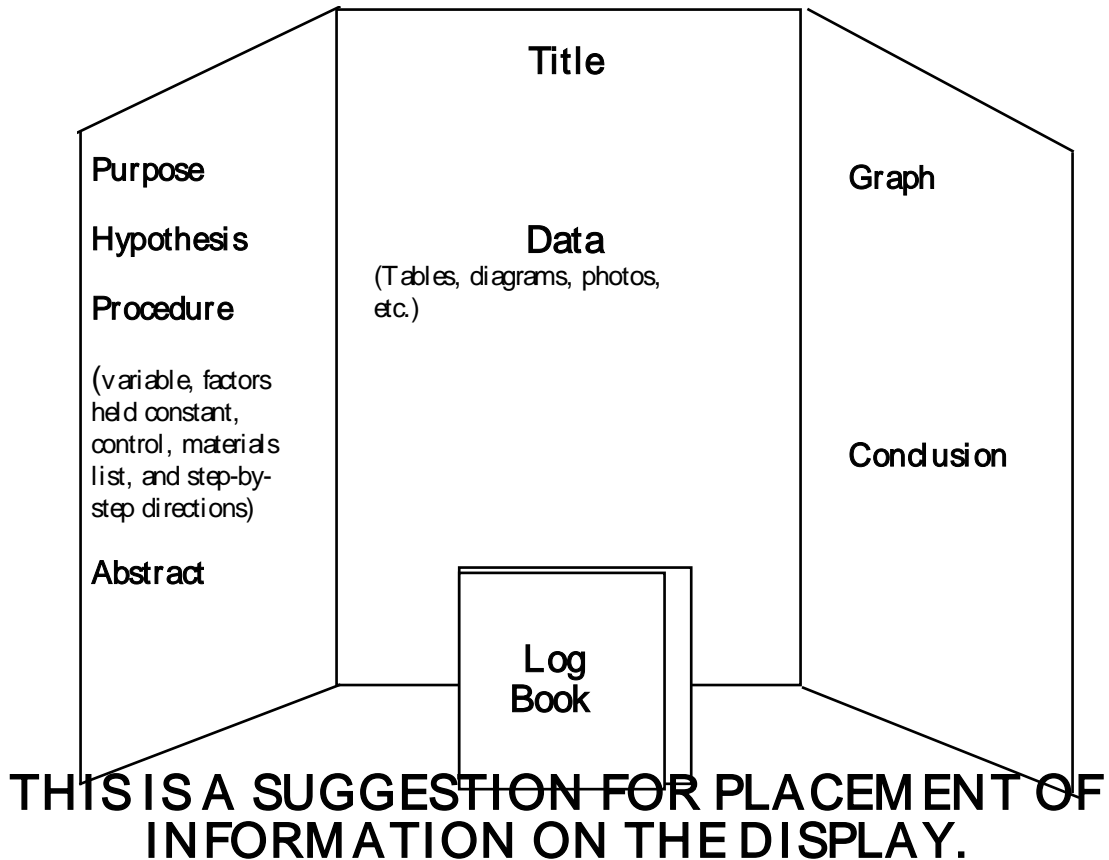 Title
Purpose
Hypothesis
Procedure
(variable, factors
held constant,
control, materials
list, and step-by-
step directions)
Abstract
Data
(Tables, diagrams, photos,
etc.)
Log
Book
Graph
Conclusion
THIS IS A SUGGESTION FOR PLACEMENT OF
INFORMATION ON THE DISPLAY.